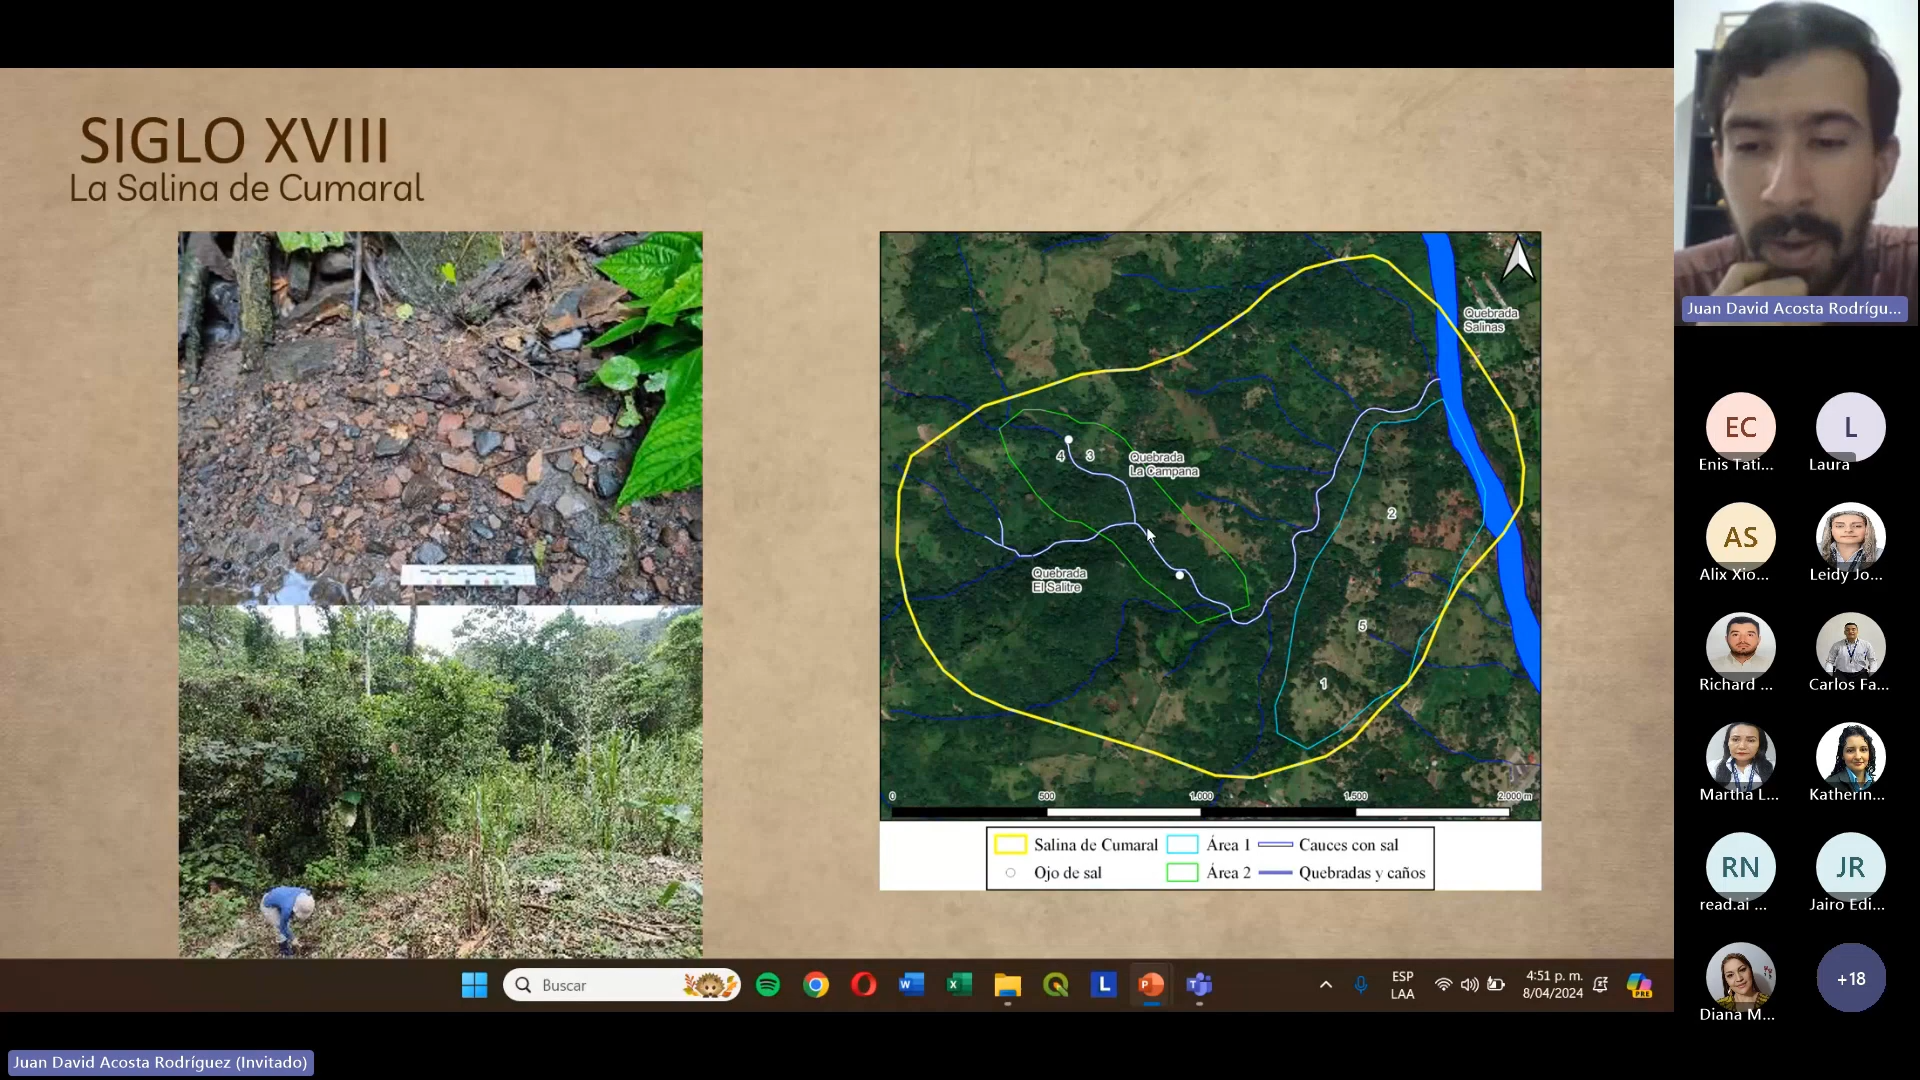 SIGLO XVIII
La Salina de Cumaral
Quebrada
Salinas
4
3
Quebrada
La Campana
2
Quebrada
El Salitre
5
1
0
500
1.000
1.500
2.000 m
Salina de Cumaral
Área 1
Cauces con sal
Ojo de sal
Área 2
Quebradas y caños
Juan David Acosta Rodrígu...
EC
Enis Tati...
L
Laura
AS
Alix Xio...
Leidy Jo...
Richard ...
Carlos Fa...
Martha L...
Katherin...
RN
read.ai ...
JR
Jairo Edi...
Diana M...
+18
Buscar
W
X
L
P
T
ESP
LAA
4:51 p. m.
8/04/2024
PRE
Juan David Acosta Rodríguez (Invitado)